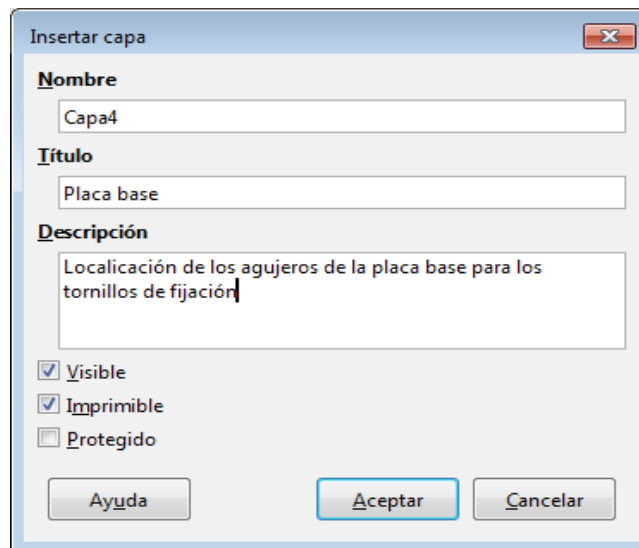 Insertar capa
Nombre
Capa4
Título
Placa base
Descripción
Localicación de los agujeros de la placa base para los
tornillos de fijación
Visible
Imprimible
Protegido
Ayuda
Aceptar
Cancelar